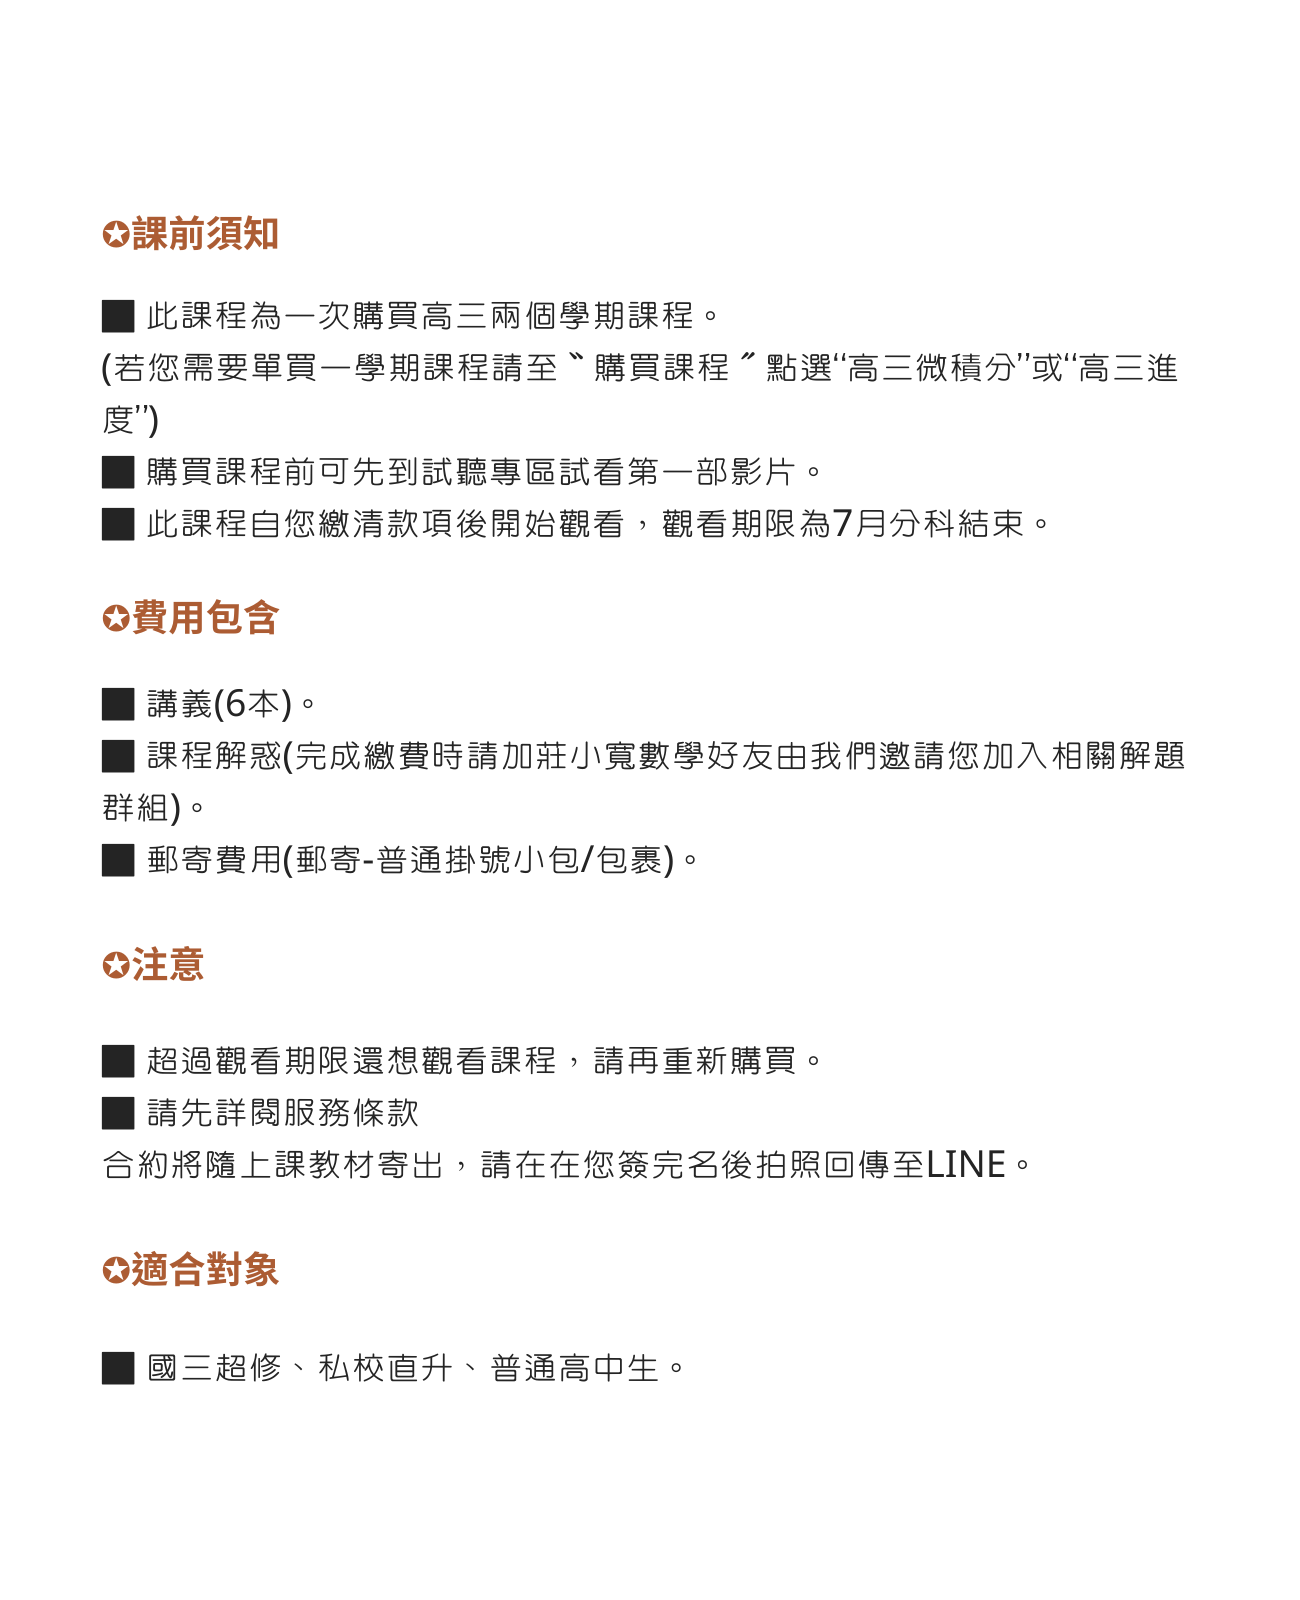 ✪課前須知
■ 此課程為一次購買高三兩個學期課程。
(若您需要單買一學期課程請至〝購買課程〞點選“高三微積分”或“高三進
度”)
■ 購買課程前可先到試聽專區試看第一部影片。
■ 此課程自您繳清款項後開始觀看，觀看期限為7月分科結束。
✪費用包含
■ 講義(6本)。
■ 課程解惑(完成繳費時請加莊小寬數學好友由我們邀請您加入相關解題
群組)。
■ 郵寄費用(郵寄-普通掛號小包/包裹)。
✪注意
■ 超過觀看期限還想觀看課程，請再重新購買。
■ 請先詳閱服務條款
合約將隨上課教材寄出，請在在您簽完名後拍照回傳至LINE。
✪適合對象
■ 國三超修、私校直升、普通高中生。